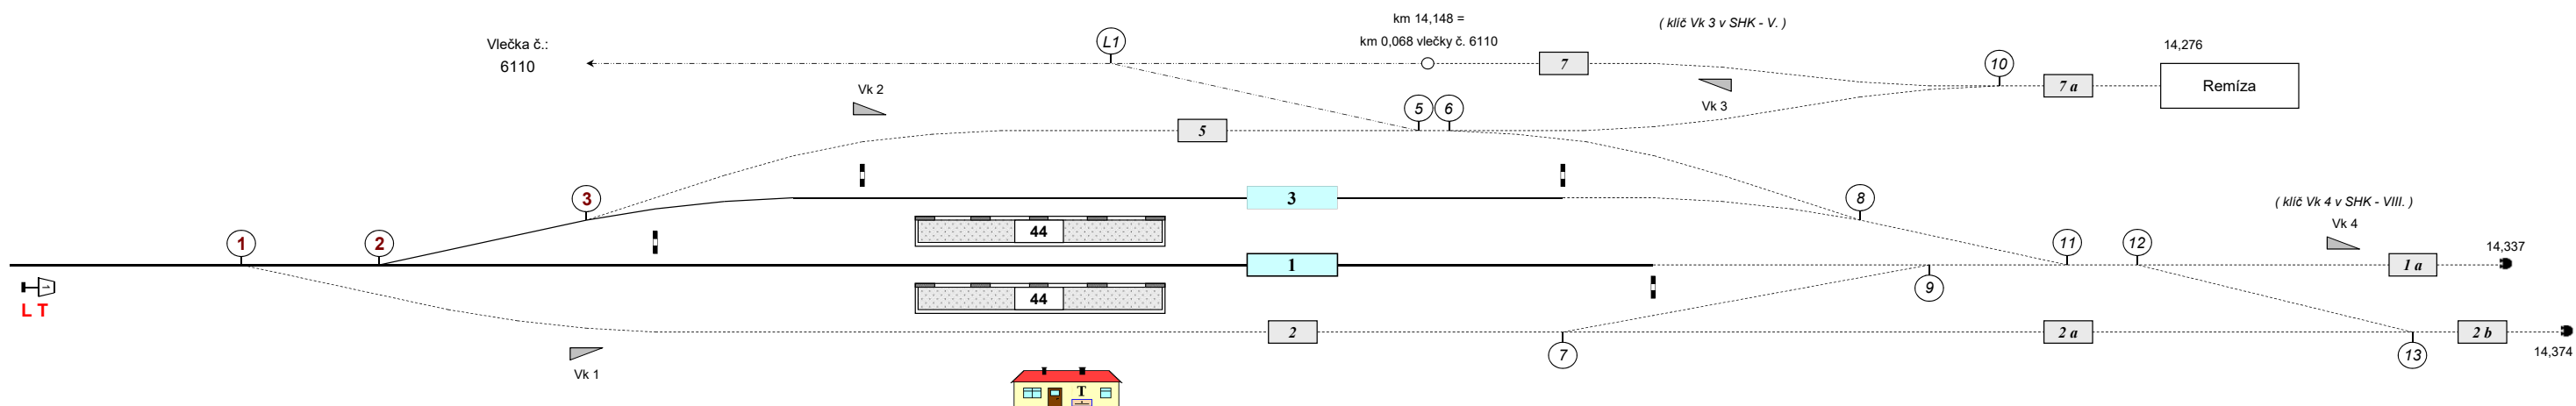 km 14,148 =
( klíč Vk 3 v SHK - V. )
Vlečka č.:
L1
km 0,068 vlečky č. 6110
14,276
6110
7
10
Vk 2
Vk 3
7 a
Remíza
5
5
6
3
3
8
( klíč Vk 4 v SHK - VIII. )
Vk 4
44
1
2
11
12
14,337
1
1 a
1
9
L T
44
2
2 a
2 b
14,374
Vk 1
7
13
T